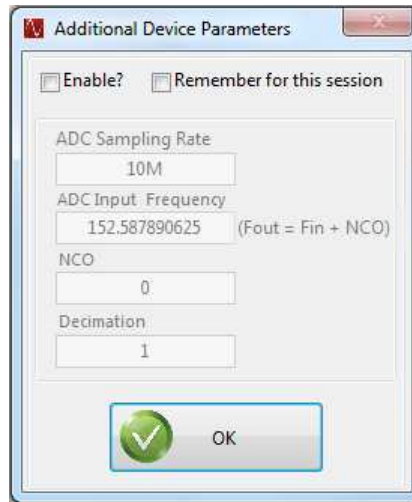 Additional Device Parameters
Enable? Remember for this session
ADC Sampling Rate
10M
ADC Input Frequency
152.587890625 (Fout = Fin + NCO)
NCO
0
Decimation
1
OK